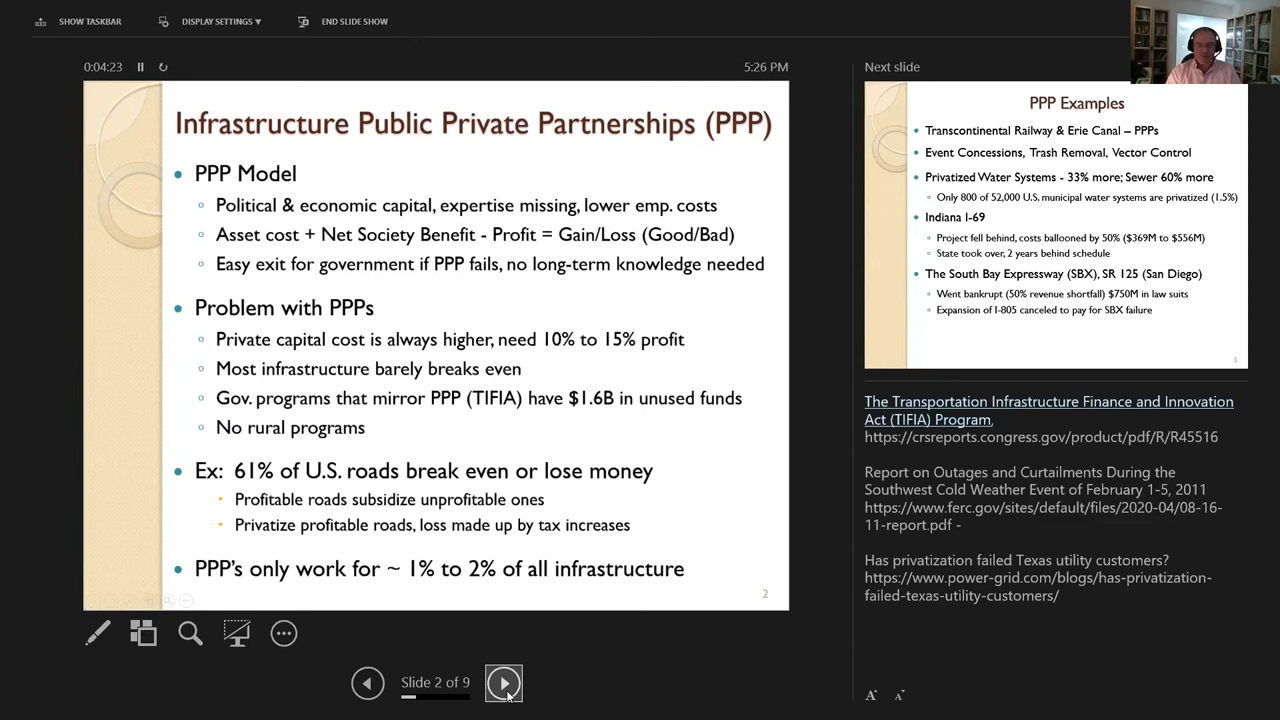 SHOW TASKBAR
DISPLAY SETTINGS ▼
END SLIDE SHOW
0:04:23
5:26 PM
Infrastructure Public Private Partnerships (PPP)
• PPP Model
◦ Political & economic capital, expertise missing, lower emp. costs
◦ Asset cost + Net Society Benefit - Profit = Gain/Loss (Good/Bad)
◦ Easy exit for government if PPP fails, no long-term knowledge needed
• Problem with PPPs
◦ Private capital cost is always higher, need 10% to 15% profit
◦ Most infrastructure barely breaks even
◦ Gov. programs that mirror PPP (TIFIA) have $1.6B in unused funds
◦ No rural programs
• Ex: 61% of U.S. roads break even or lose money
• Profitable roads subsidize unprofitable ones
• Privatize profitable roads, loss made up by tax increases
• PPP's only work for ~ 1% to 2% of all infrastructure
2
Slide 2 of 9
Next slide
PPP Examples
• Transcontinental Railway & Erie Canal – PPPs
• Event Concessions, Trash Removal, Vector Control
• Privatized Water Systems - 33% more; Sewer 60% more
◦ Only 800 of 52,000 U.S. municipal water systems are privatized (1.5%)
• Indiana I-69
◦ Project fell behind, costs ballooned by 50% ($369M to $556M)
◦ State took over, 2 years behind schedule
• The South Bay Expressway (SBX), SR 125 (San Diego)
◦ Went bankrupt (50% revenue shortfall) $750M in law suits
◦ Expansion of I-805 canceled to pay for SBX failure
3
The Transportation Infrastructure Finance and Innovation
Act (TIFIA) Program,
https://crsreports.congress.gov/product/pdf/R/R45516
Report on Outages and Curtailments During the
Southwest Cold Weather Event of February 1-5, 2011
https://www.ferc.gov/sites/default/files/2020-04/08-16-
11-report.pdf -
Has privatization failed Texas utility customers?
https://www.power-grid.com/blogs/has-privatization-
failed-texas-utility-customers/
A A